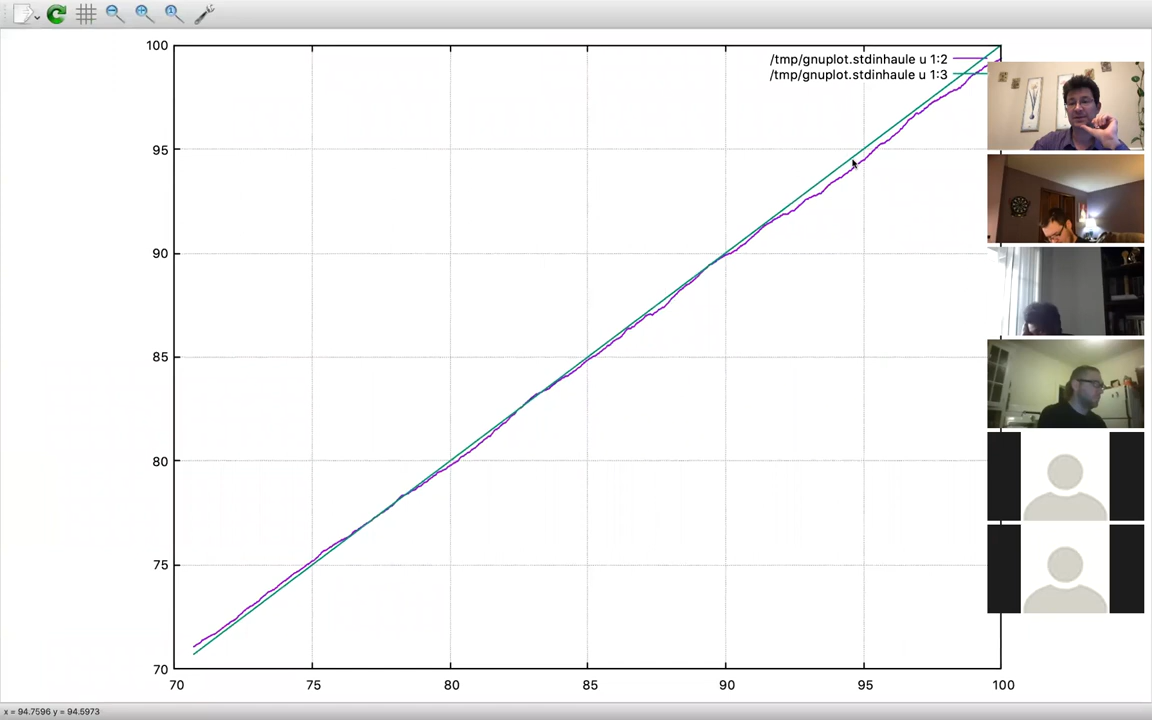 100
/tmp/gnuplot.stdinhaule u 1:2
/tmp/gnuplot.stdinhaule u 1:3
95
90
85
80
75
70
70 75 80 85 90 95 100
x = 94.7596 y = 94.5973